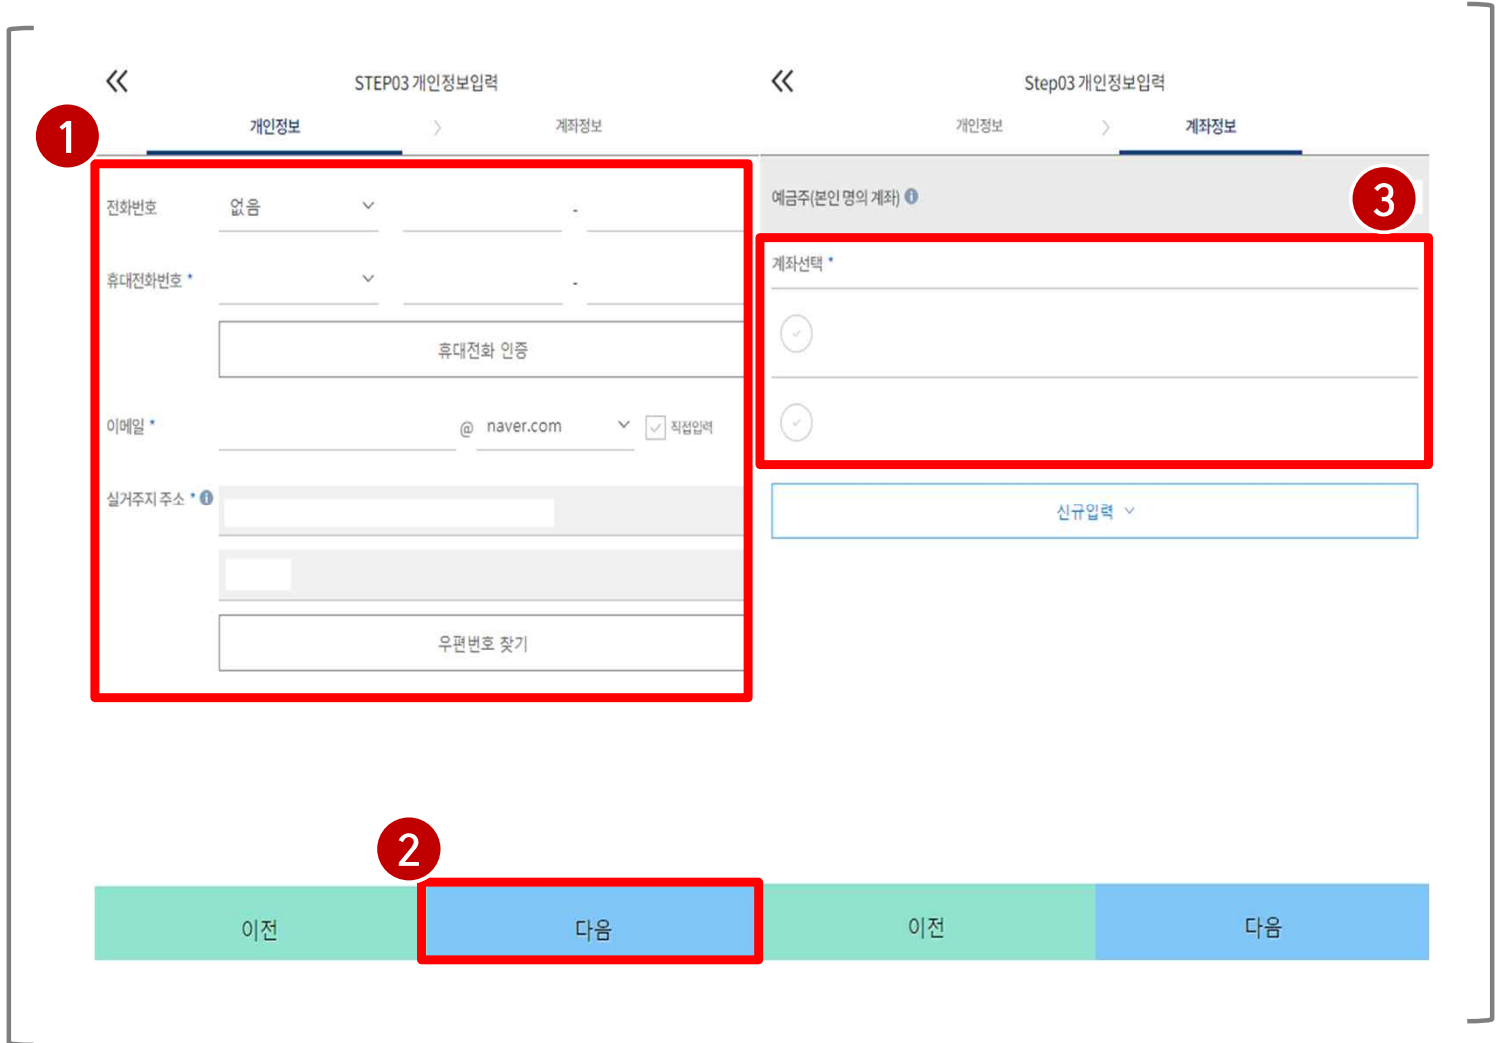 STEP03 개인정보입력
개인정보 > 계좌정보
1
전화번호 없음 -
휴대전화번호 * -
휴대전화 인증
이메일 * @ naver.com 직접입력
실거주지 주소 *
우편번호 찾기
2
이전 다음
Step03 개인정보입력
개인정보 > 계좌정보
예금주(본인 명의 계좌)
3
계좌선택 *
신규입력
이전 다음